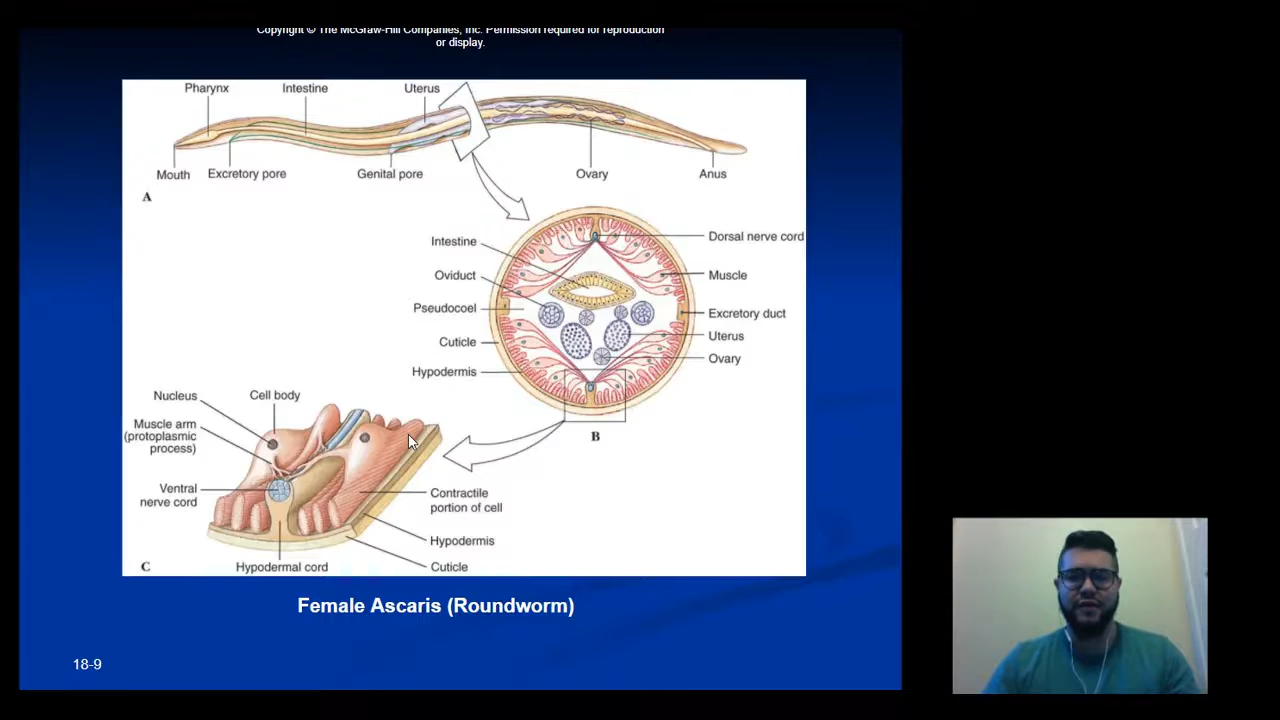 Copyright © The McGraw-Hill Companies, Inc. Permission required for reproduction
or display.
Pharynx
Intestine
Uterus
Mouth
Excretory pore
Genital pore
Ovary
Anus
A
Intestine
Oviduct
Pseudocoel
Cuticle
Hypodermis
Dorsal nerve cord
Muscle
Excretory duct
Uterus
Ovary
B
Nucleus
Cell body
Muscle arm
(protoplasmic
process)
Ventral
nerve cord
Contractile
portion of cell
Hypodermis
Cuticle
Hypodermal cord
C
Female Ascaris (Roundworm)
18-9